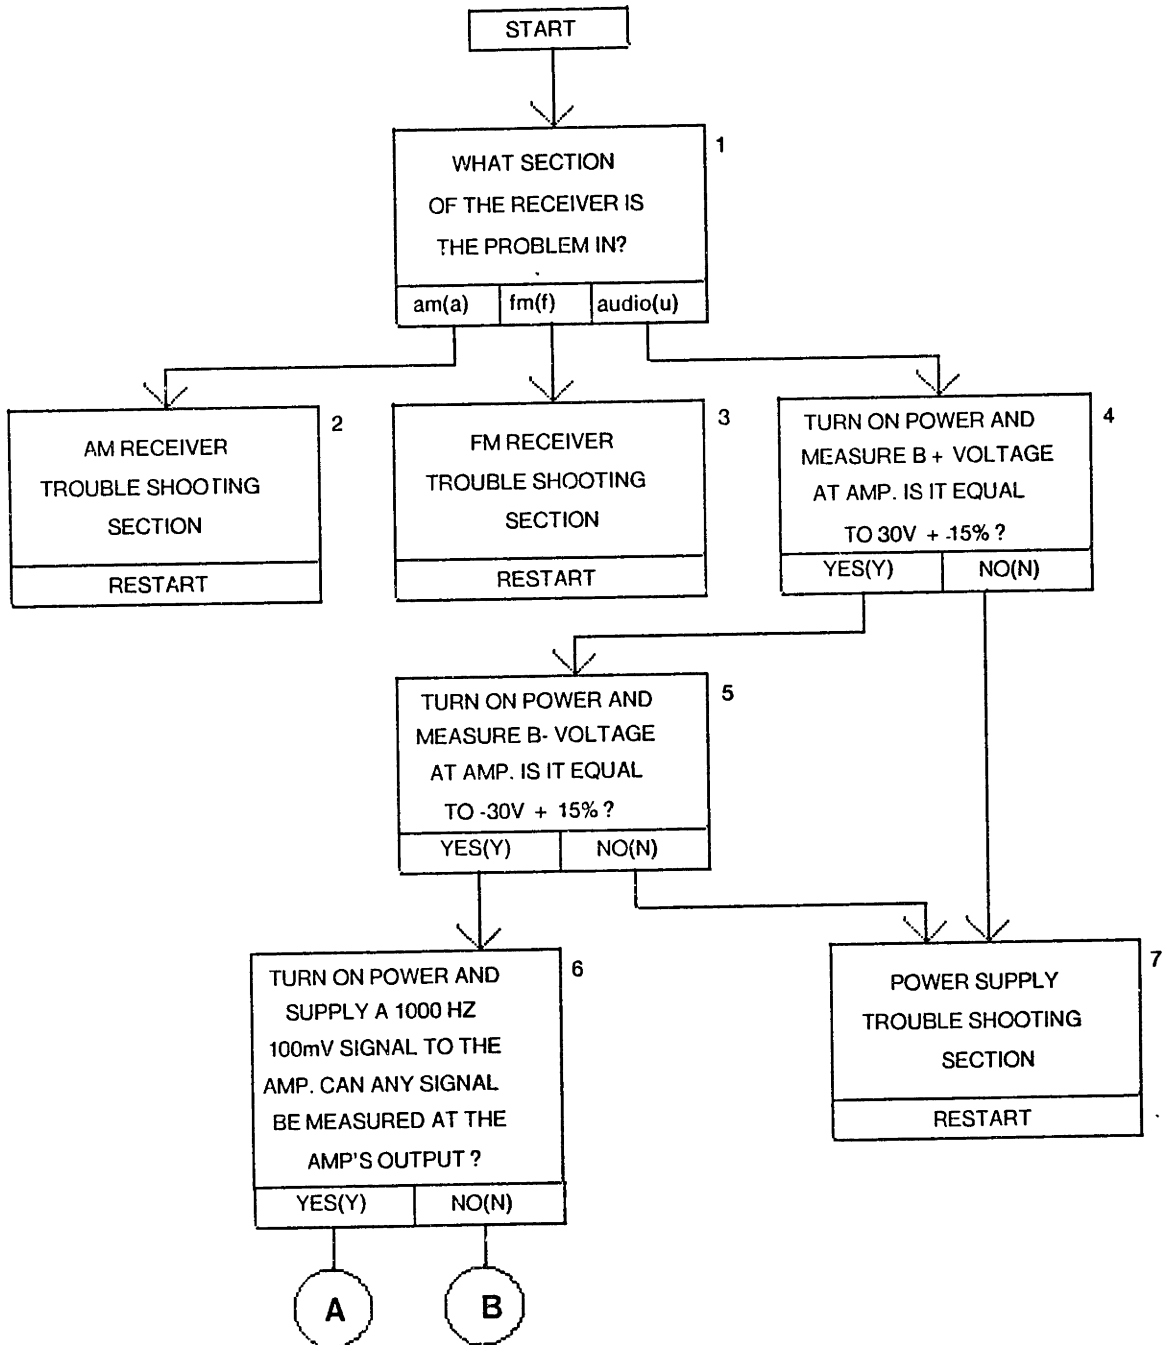 START
1
WHAT SECTION
OF THE RECEIVER IS
THE PROBLEM IN?
am(a)
fm(f)
audio(u)
2
AM RECEIVER
TROUBLE SHOOTING
SECTION
RESTART
3
FM RECEIVER
TROUBLE SHOOTING
SECTION
RESTART
4
TURN ON POWER AND
MEASURE B + VOLTAGE
AT AMP. IS IT EQUAL
TO 30V + -15% ?
YES(Y)
NO(N)
5
TURN ON POWER AND
MEASURE B- VOLTAGE
AT AMP. IS IT EQUAL
TO -30V + 15% ?
YES(Y)
NO(N)
6
TURN ON POWER AND
SUPPLY A 1000 HZ
100mV SIGNAL TO THE
AMP. CAN ANY SIGNAL
BE MEASURED AT THE
AMP'S OUTPUT ?
YES(Y)
NO(N)
7
POWER SUPPLY
TROUBLE SHOOTING
SECTION
RESTART
A
B